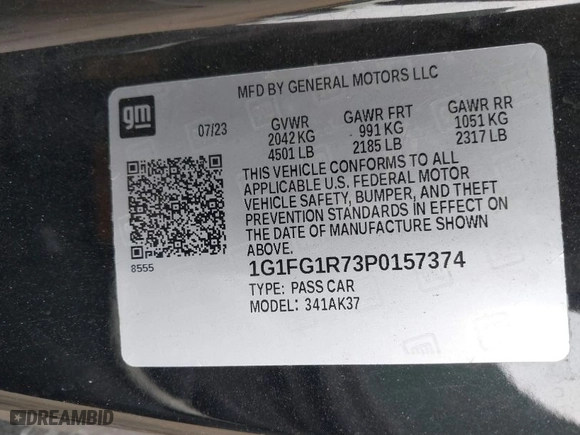 MFD BY GENERAL MOTORS LLC
gm
07/23
GVWR
2042 KG
4501 LB
GAWR FRT
991 KG
2185 LB
GAWR RR
1051 KG
2317 LB
THIS VEHICLE CONFORMS TO ALL
APPLICABLE U.S. FEDERAL MOTOR
VEHICLE SAFETY, BUMPER, AND THEFT
PREVENTION STANDARDS IN EFFECT ON
THE DATE OF MANUFACTURE SHOWN
ABOVE.
8555
1G1FG1R73P0157374
TYPE: PASS CAR
MODEL: 341AK37
DREAMBID